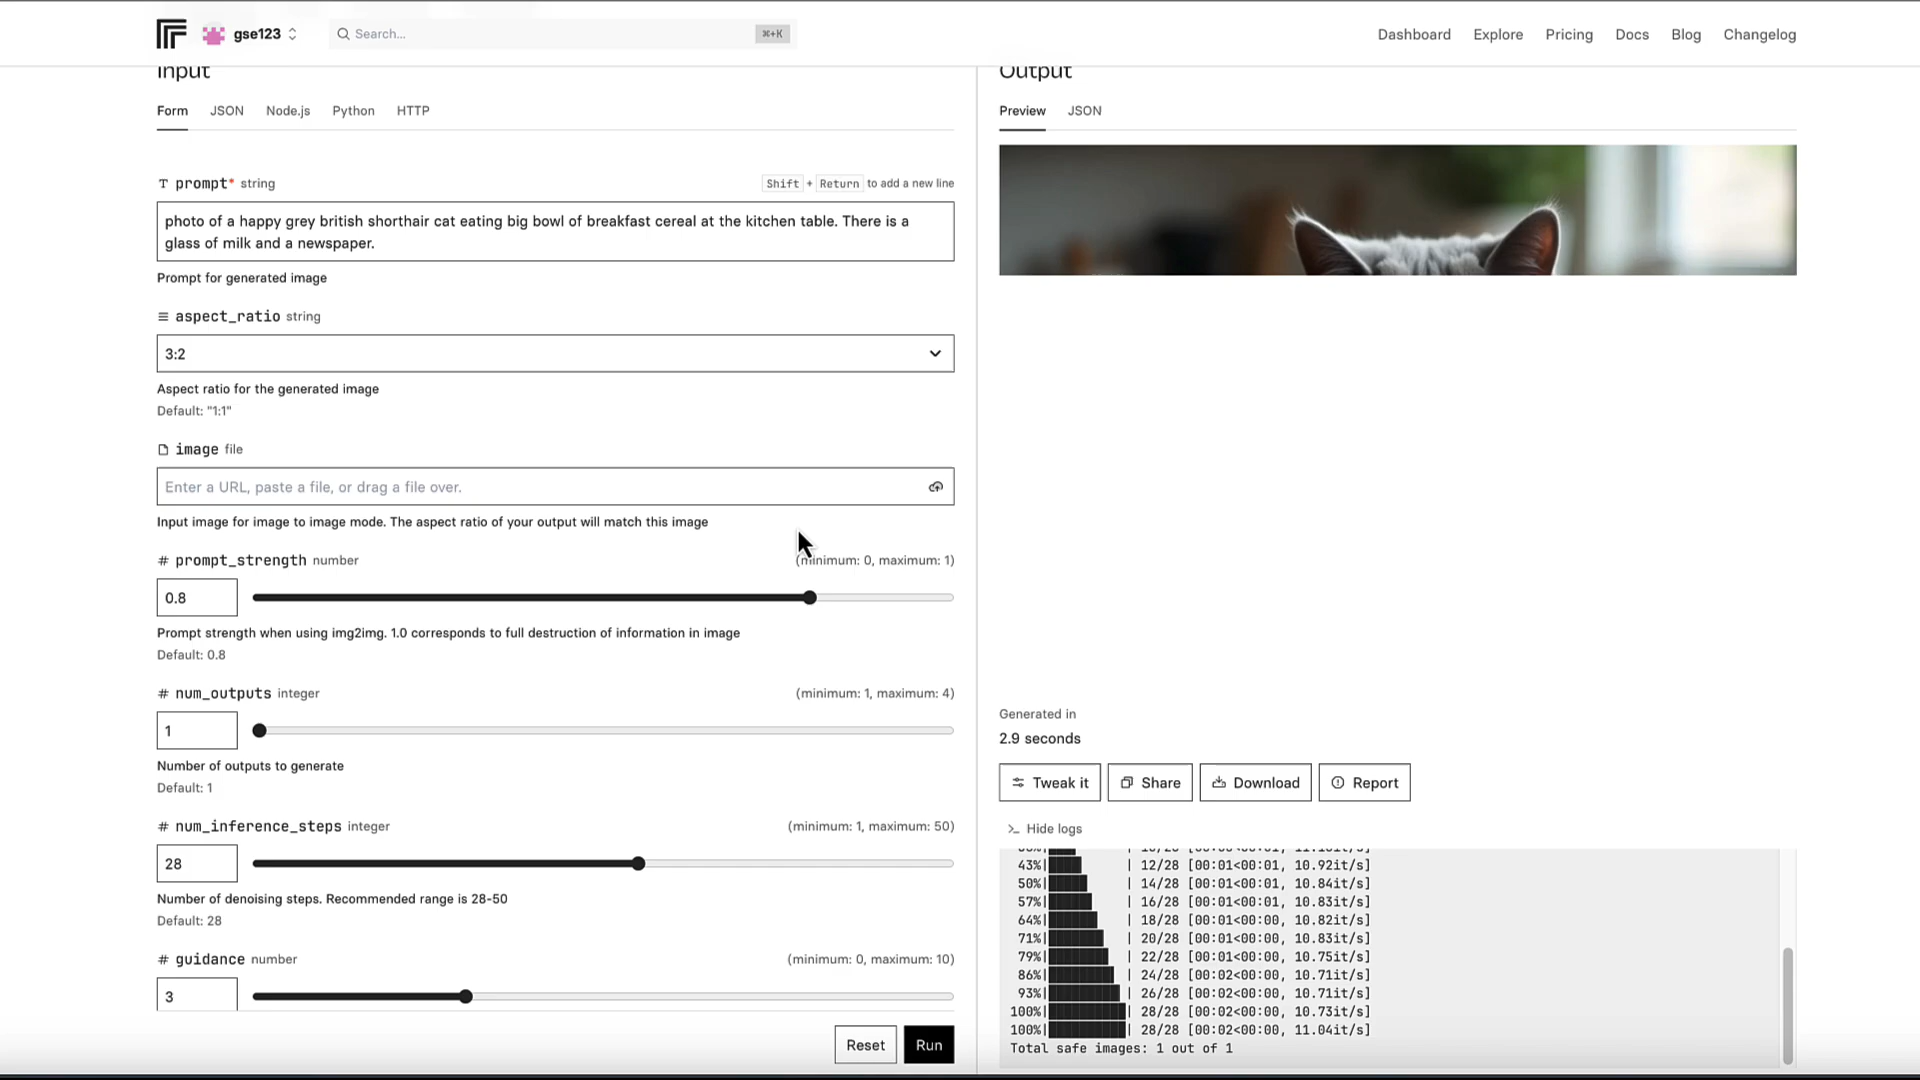 gse123
Search...
⌘+K
Dashboard
Explore
Pricing
Docs
Blog
Changelog
Input
Form
JSON
Node.js
Python
HTTP
prompt* string
Shift + Return to add a new line
photo of a happy grey british shorthair cat eating big bowl of breakfast cereal at the kitchen table. There is a
glass of milk and a newspaper.
Prompt for generated image
aspect_ratio string
3:2
Aspect ratio for the generated image
Default: "1:1"
image file
Enter a URL, paste a file, or drag a file over.
Input image for image to image mode. The aspect ratio of your output will match this image
# prompt_strength number
(minimum: 0, maximum: 1)
0.8
Prompt strength when using img2img. 1.0 corresponds to full destruction of information in image
Default: 0.8
# num_outputs integer
(minimum: 1, maximum: 4)
1
Number of outputs to generate
Default: 1
# num_inference_steps integer
(minimum: 1, maximum: 50)
28
Number of denoising steps. Recommended range is 28-50
Default: 28
# guidance number
(minimum: 0, maximum: 10)
3
Reset
Run
Output
Preview
JSON
Generated in
2.9 seconds
Tweak it
Share
Download
Report
>_ Hide logs
43%| | 12/28 [00:01<00:01, 10.92it/s]
50%| | 14/28 [00:01<00:01, 10.84it/s]
57%| | 16/28 [00:01<00:01, 10.83it/s]
64%| | 18/28 [00:01<00:00, 10.82it/s]
71%| | 20/28 [00:01<00:00, 10.83it/s]
79%| | 22/28 [00:01<00:00, 10.75it/s]
86%| | 24/28 [00:02<00:00, 10.71it/s]
93%| | 26/28 [00:02<00:00, 10.71it/s]
100%| | 28/28 [00:02<00:00, 10.73it/s]
100%| | 28/28 [00:02<00:00, 11.04it/s]
Total safe images: 1 out of 1